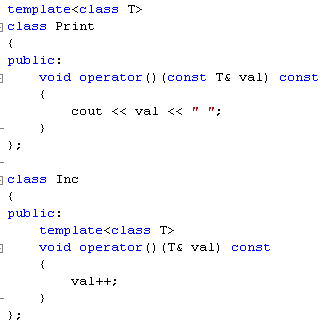 template<class T>
class Print
{
public:
    void operator()(const T& val) const
    {
        cout << val << " ";
    }
};

class Inc
{
public:
    template<class T>
    void operator()(T& val) const
    {
        val++;
    }
};